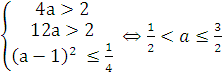 4a > 2
12a > 2
(a − 1)² ≤ 1/4
⇔ 1/2 < a ≤ 3/2